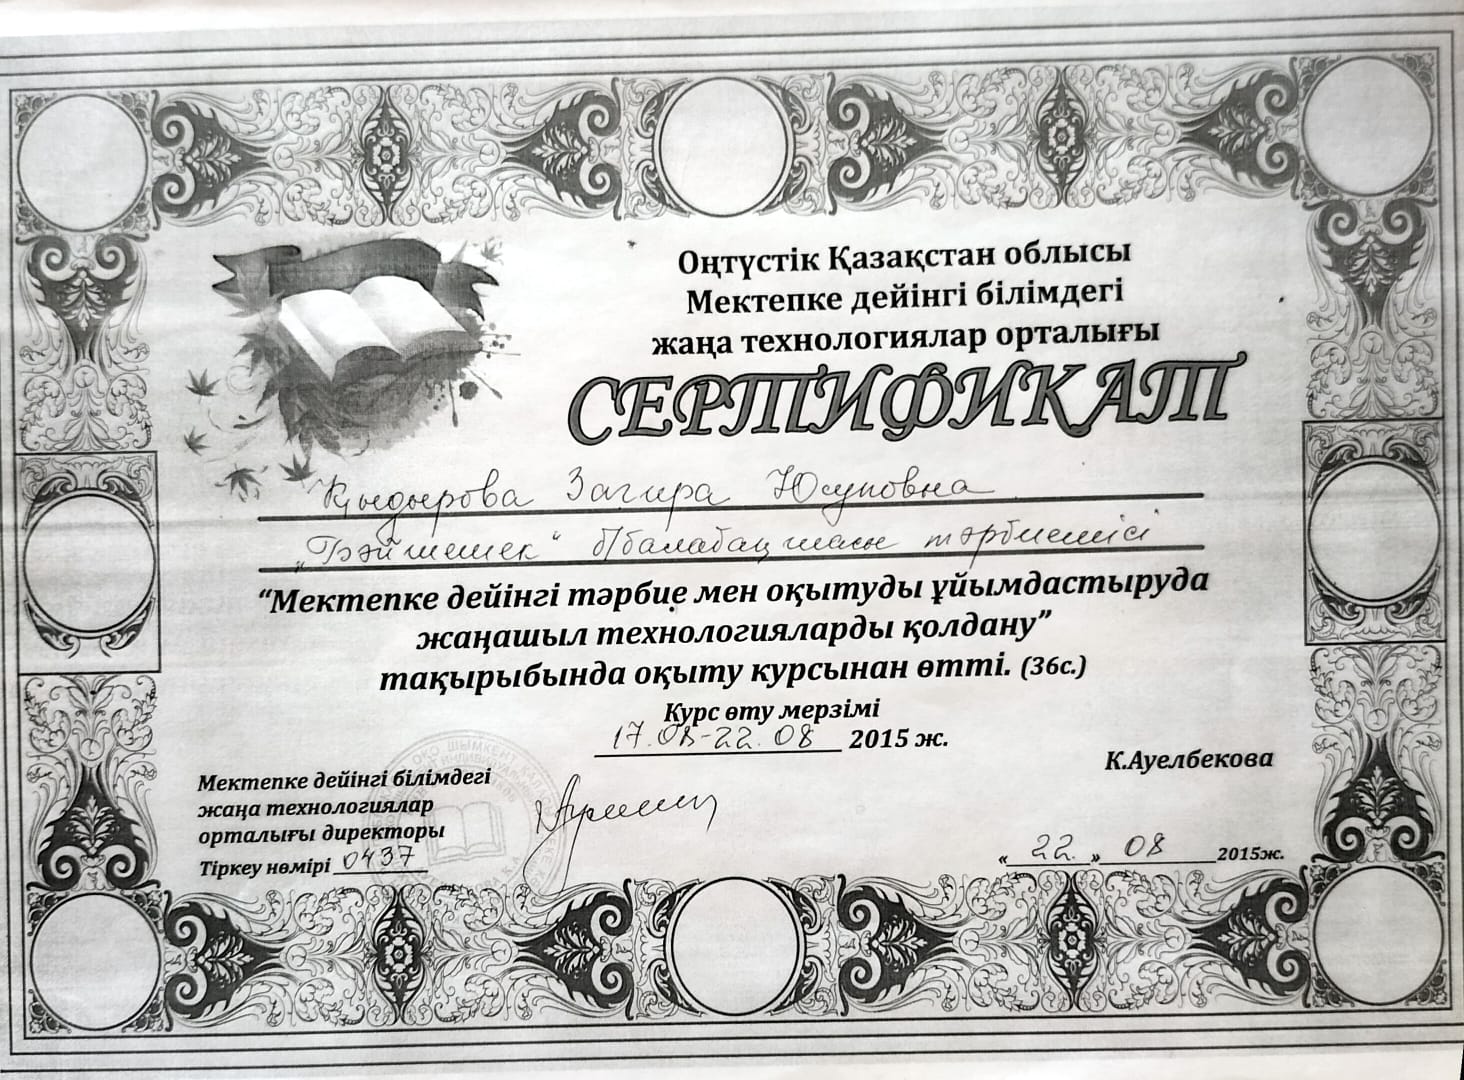 Оңтүстік Қазақстан облысы
Мектепке дейінгі білімдегі
жаңа технологиялар орталығы
СЕРТИФИКАТ
Қыдырова Загира Юсуповна
„Бәйшешек“ б/балабақшасы тәрбиешісі
“Мектепке дейінгі тәрбие мен оқытуды ұйымдастыруда
жаңашыл технологияларды қолдану”
тақырыбында оқыту курсынан өтті. (36с.)
Курс өту мерзімі
17.08-22.08 2015 ж.
К.Ауелбекова
Мектепке дейінгі білімдегі
жаңа технологиялар
орталығы директоры
Тіркеу нөмірі 0437
«22.» 08 2015ж.